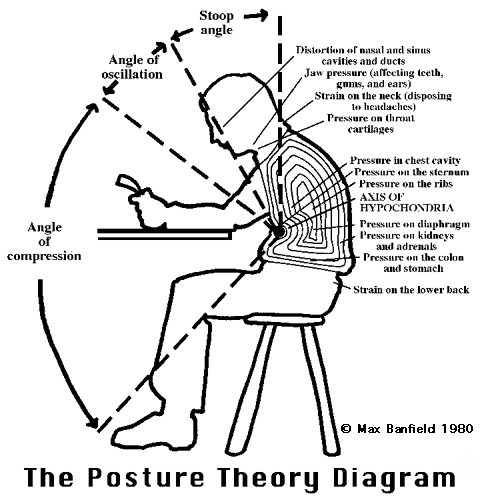 Stoop
angle
Angle of
oscillation
Distortion of nasal and sinus
cavities and ducts
Jaw pressure (affecting teeth,
gums, and ears)
Strain on the neck (disposing
to headaches)
Pressure on throat
cartilages
Pressure in chest cavity
Pressure on the sternum
Pressure on the ribs
AXIS OF
HYPOCHONDRIA
Pressure on diaphragm
Pressure on kidneys
and adrenals
Pressure on the colon
and stomach
Angle
of
compression
Strain on the lower back
© Max Banfield 1980
The Posture Theory Diagram